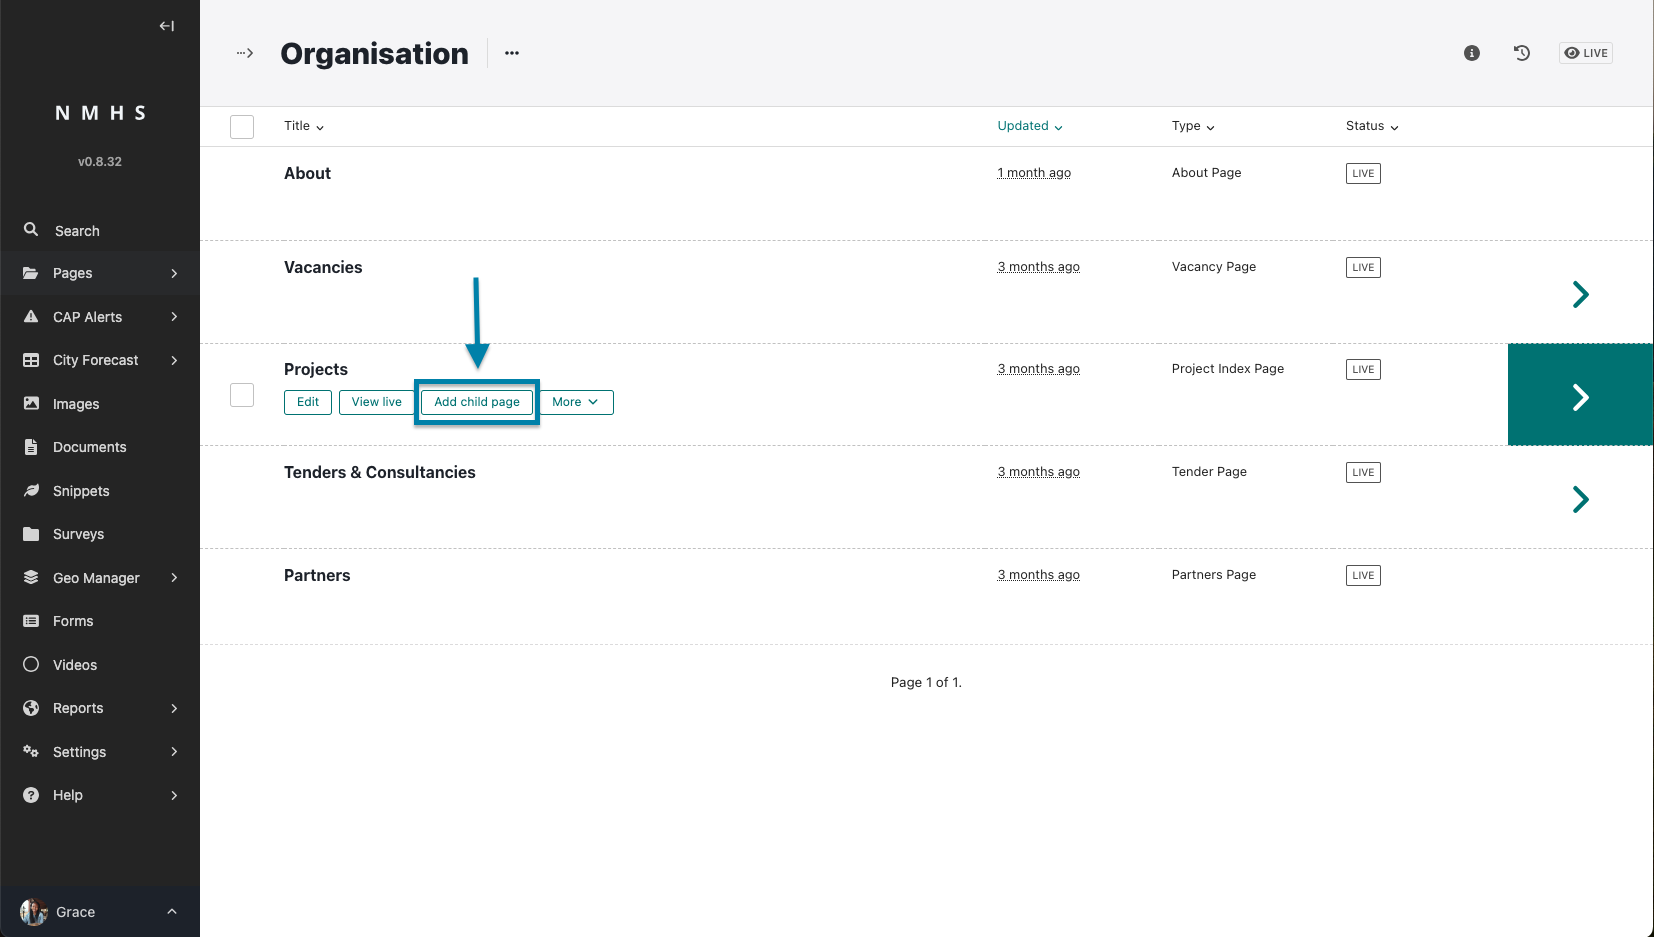 NMHS
v0.8.32
Search
Pages
CAP Alerts
City Forecast
Images
Documents
Snippets
Surveys
Geo Manager
Forms
Videos
Reports
Settings
Help
Grace
Organisation
LIVE
Title Updated Type Status
About 1 month ago About Page LIVE
Vacancies 3 months ago Vacancy Page LIVE
Projects 3 months ago Project Index Page LIVE
Edit View live Add child page More
Tenders & Consultancies 3 months ago Tender Page LIVE
Partners 3 months ago Partners Page LIVE
Page 1 of 1.